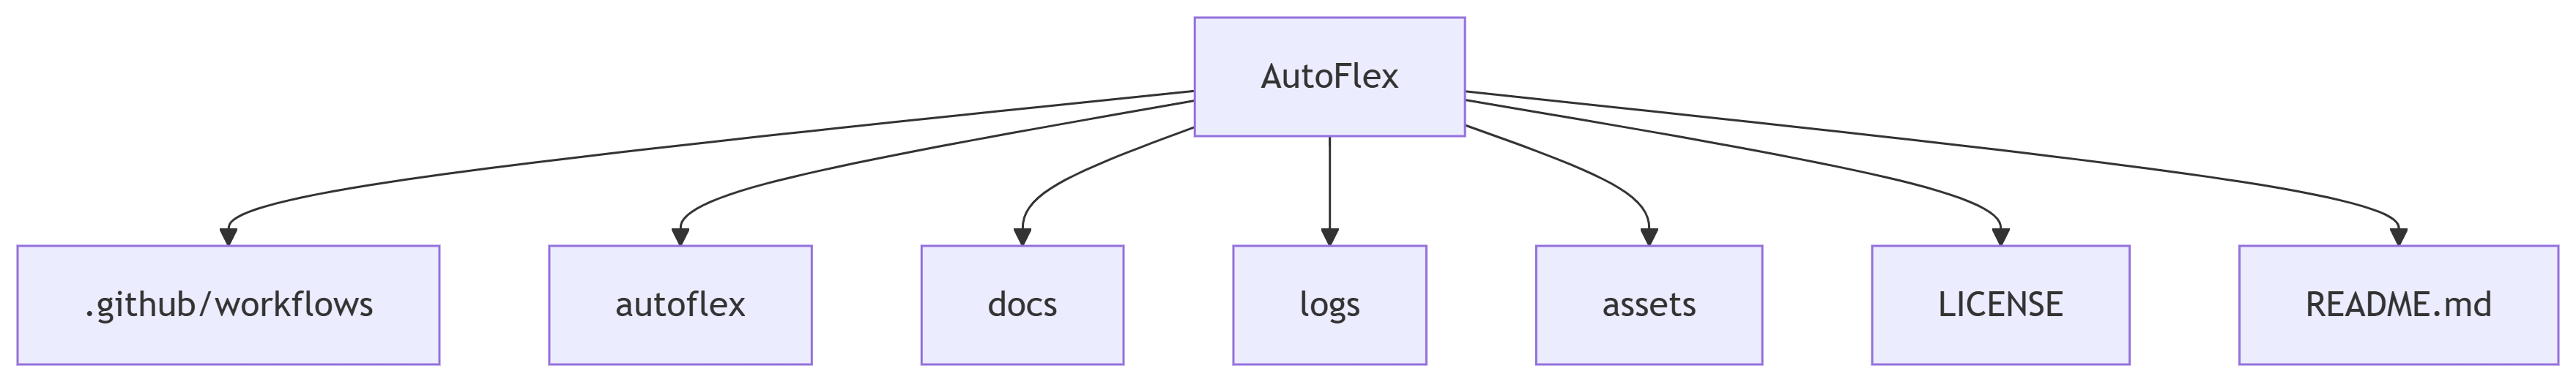 AutoFlex
.github/workflows
autoflex
docs
logs
assets
LICENSE
README.md